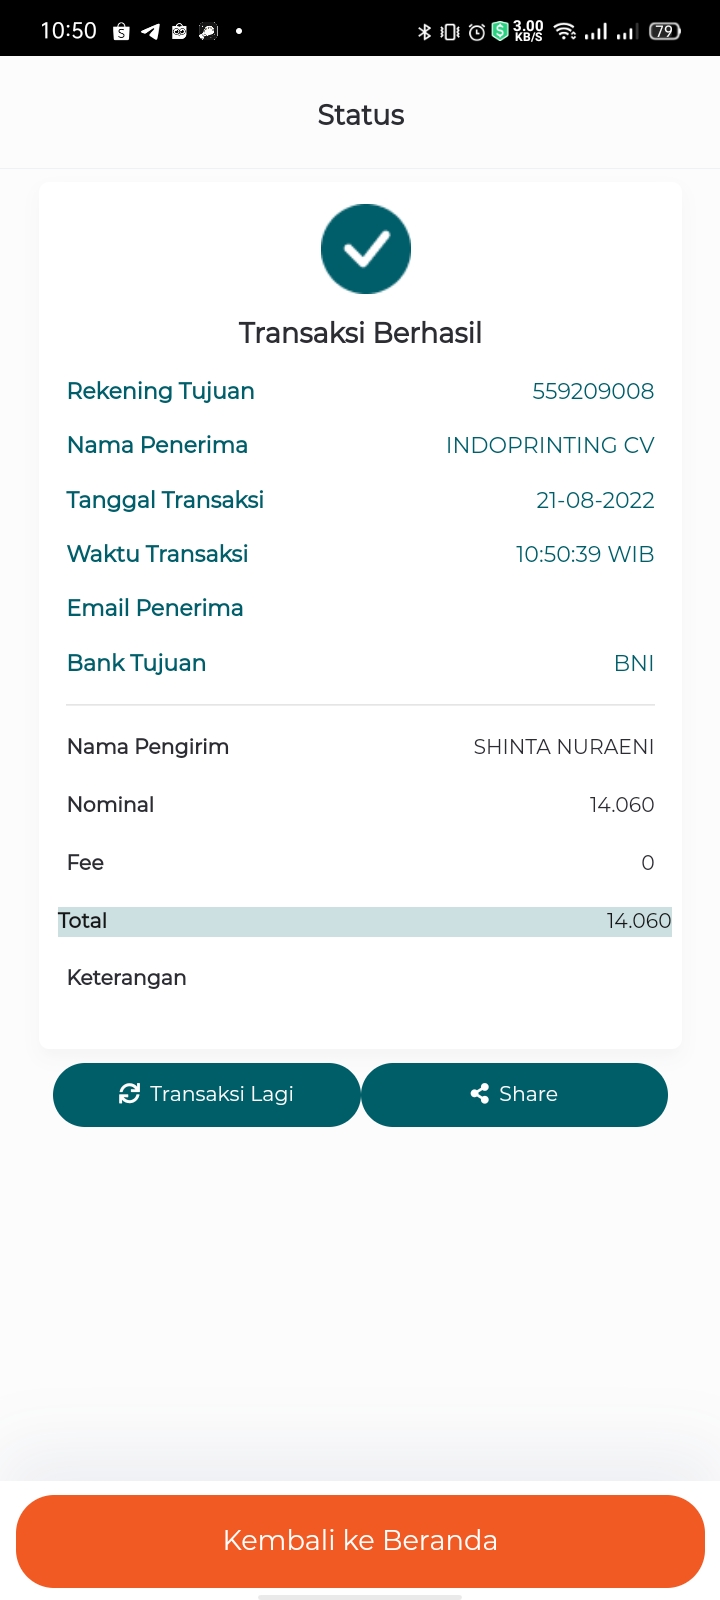 10:50 3.00 KB/S 79
Status
Transaksi Berhasil
Rekening Tujuan 559209008
Nama Penerima INDOPRINTING CV
Tanggal Transaksi 21-08-2022
Waktu Transaksi 10:50:39 WIB
Email Penerima
Bank Tujuan BNI
Nama Pengirim SHINTA NURAENI
Nominal 14.060
Fee 0
Total 14.060
Keterangan
Transaksi Lagi Share
Kembali ke Beranda